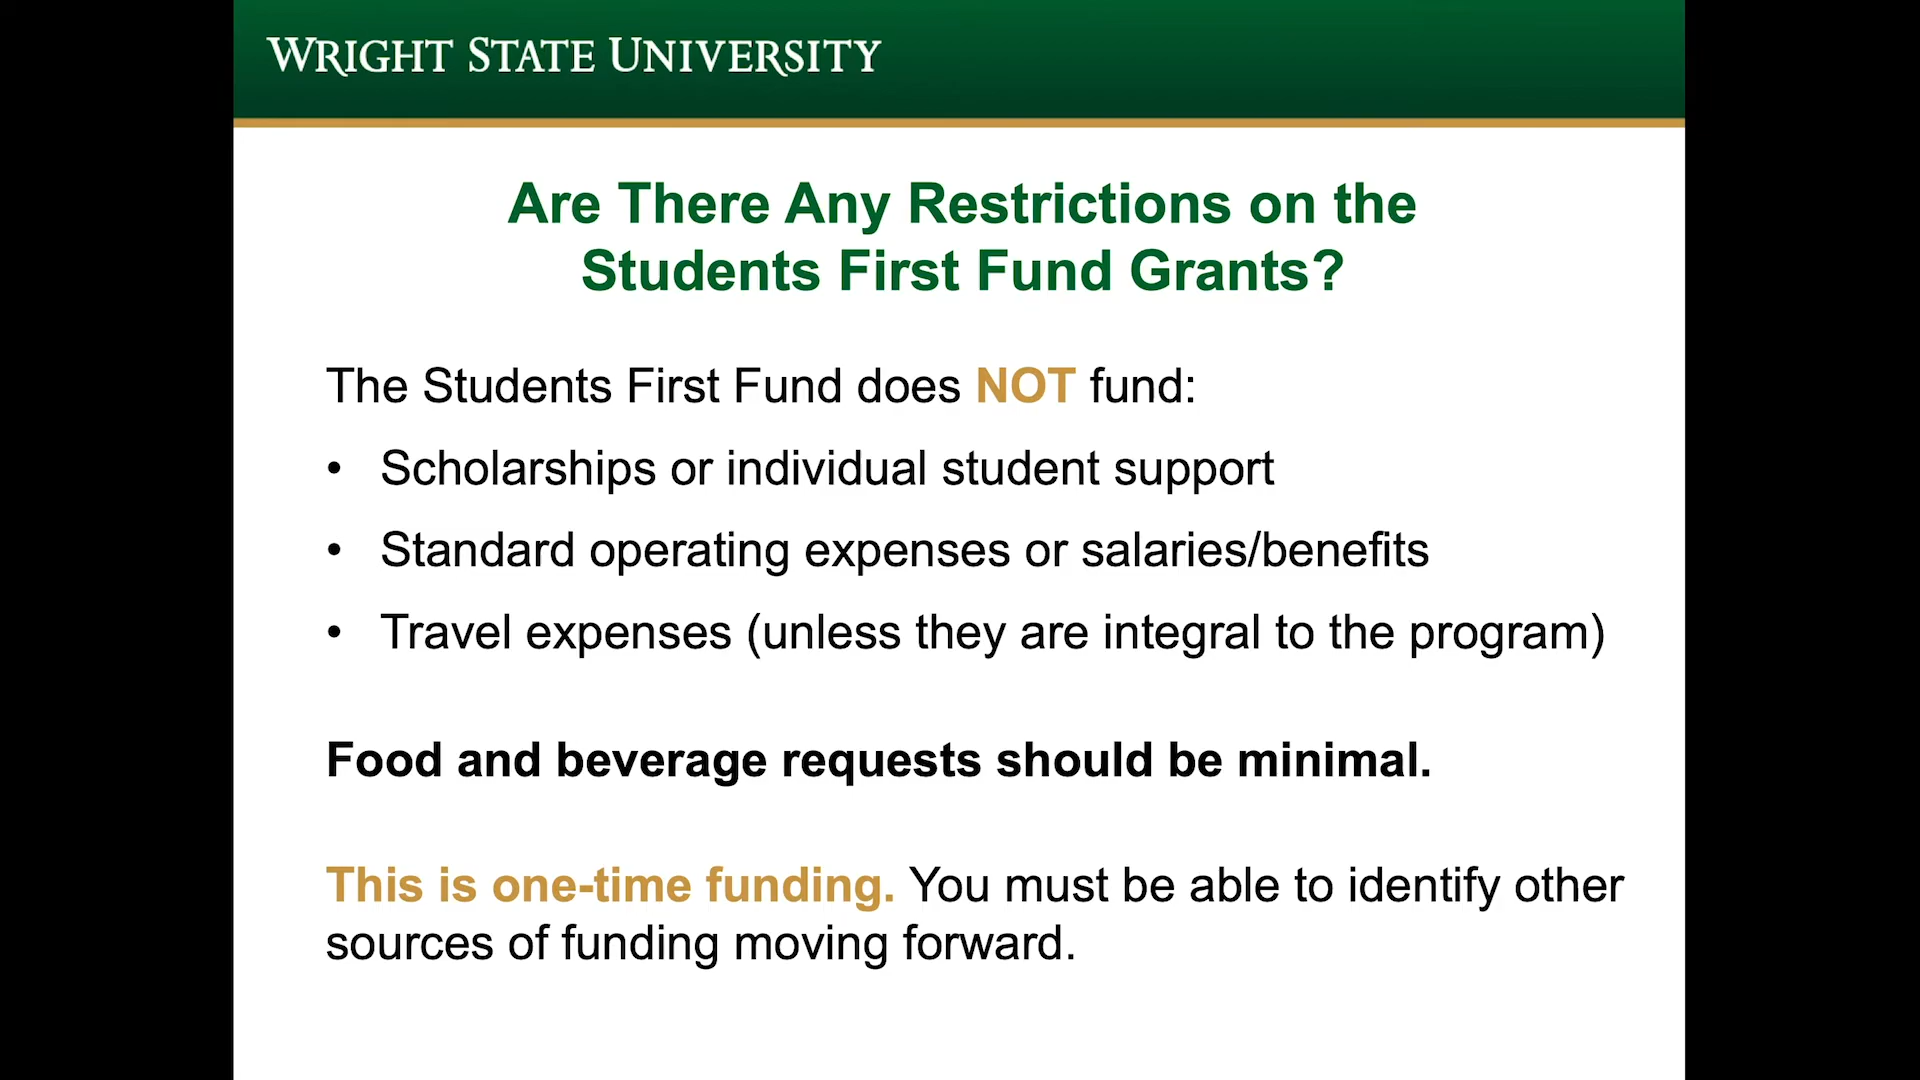 WRIGHT STATE UNIVERSITY
Are There Any Restrictions on the
Students First Fund Grants?
The Students First Fund does NOT fund:
• Scholarships or individual student support
• Standard operating expenses or salaries/benefits
• Travel expenses (unless they are integral to the program)
Food and beverage requests should be minimal.
This is one-time funding. You must be able to identify other
sources of funding moving forward.